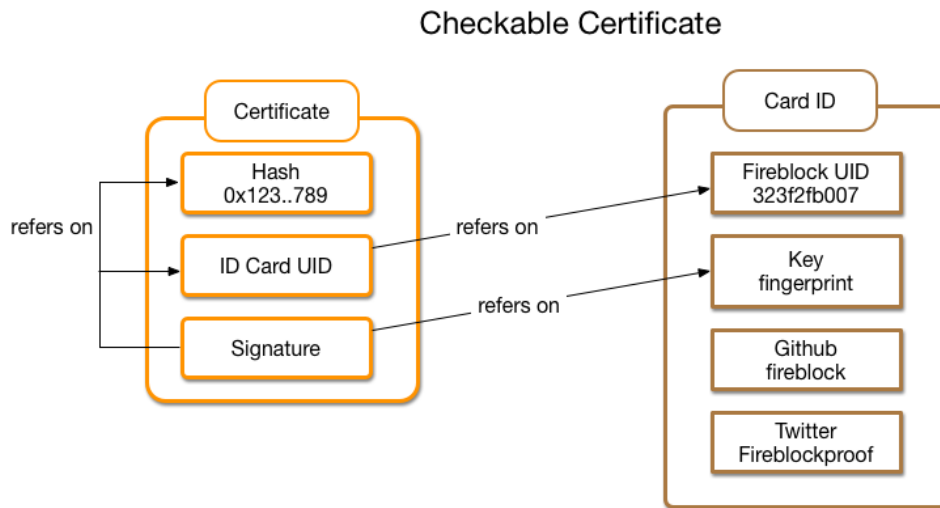 Checkable Certificate
Certificate
Hash
0x123..789
ID Card UID
Signature
refers on
refers on
refers on
Card ID
Fireblock UID
323f2fb007
Key
fingerprint
Github
fireblock
Twitter
Fireblockproof